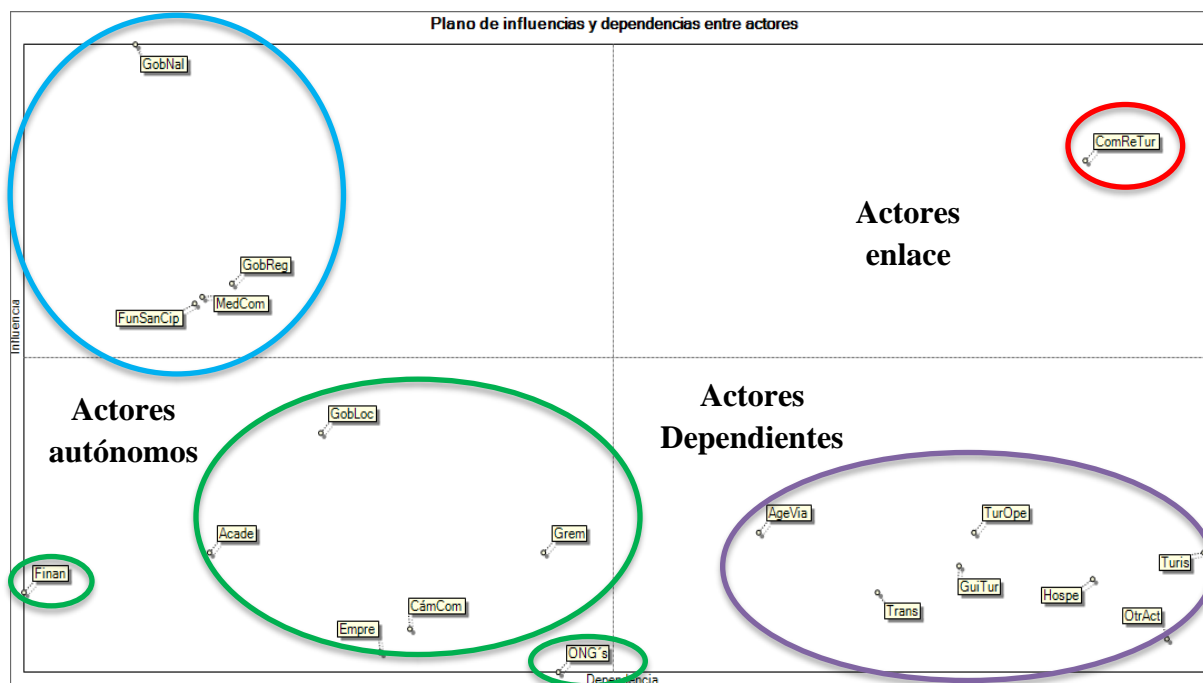 Plano de influencias y dependencias entre actores
GobNal
ComReTur
Actores
enlace
GobReg
MedCom
FunSanCip
Influencia
Actores
autónomos
GobLoc
Actores
Dependientes
Acade
Grem
AgeVia
TurOpe
Turis
Finan
GuiTur
Hospe
Trans
CámCom
Empre
OtrAct
ONG´s
Dependencia